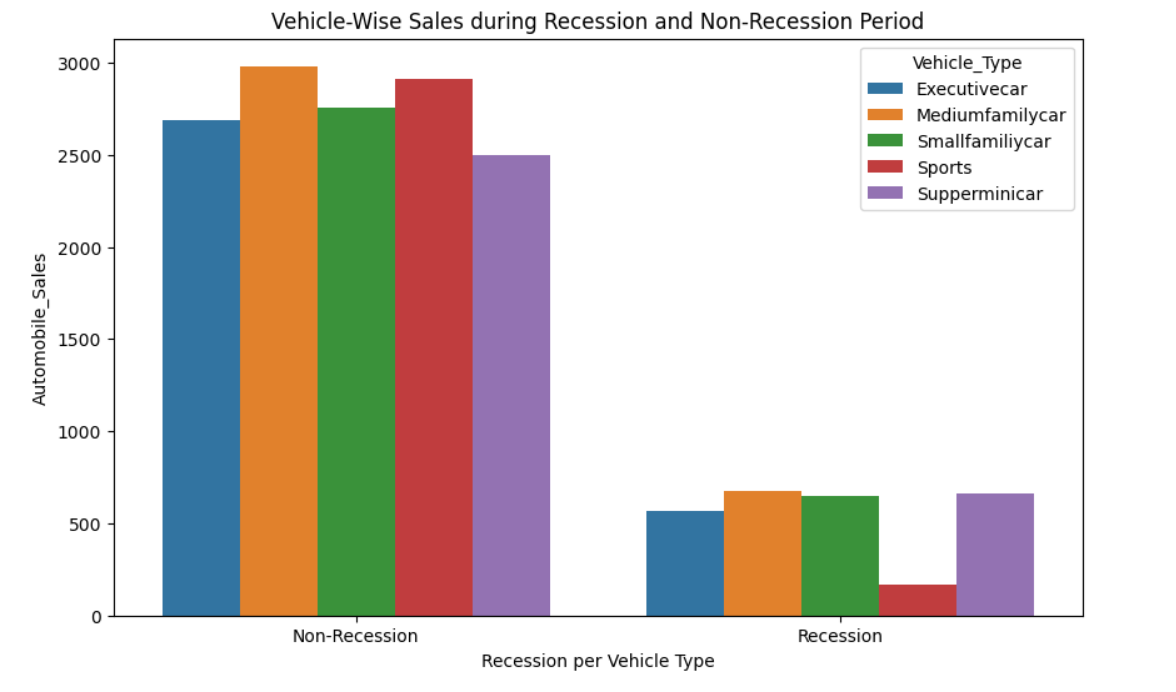 Vehicle-Wise Sales during Recession and Non-Recession Period
Vehicle_Type
Executivecar
Mediumfamilycar
Smallfamiliycar
Sports
Supperminicar
Automobile_Sales
3000
2500
2000
1500
1000
500
0
Non-Recession
Recession
Recession per Vehicle Type